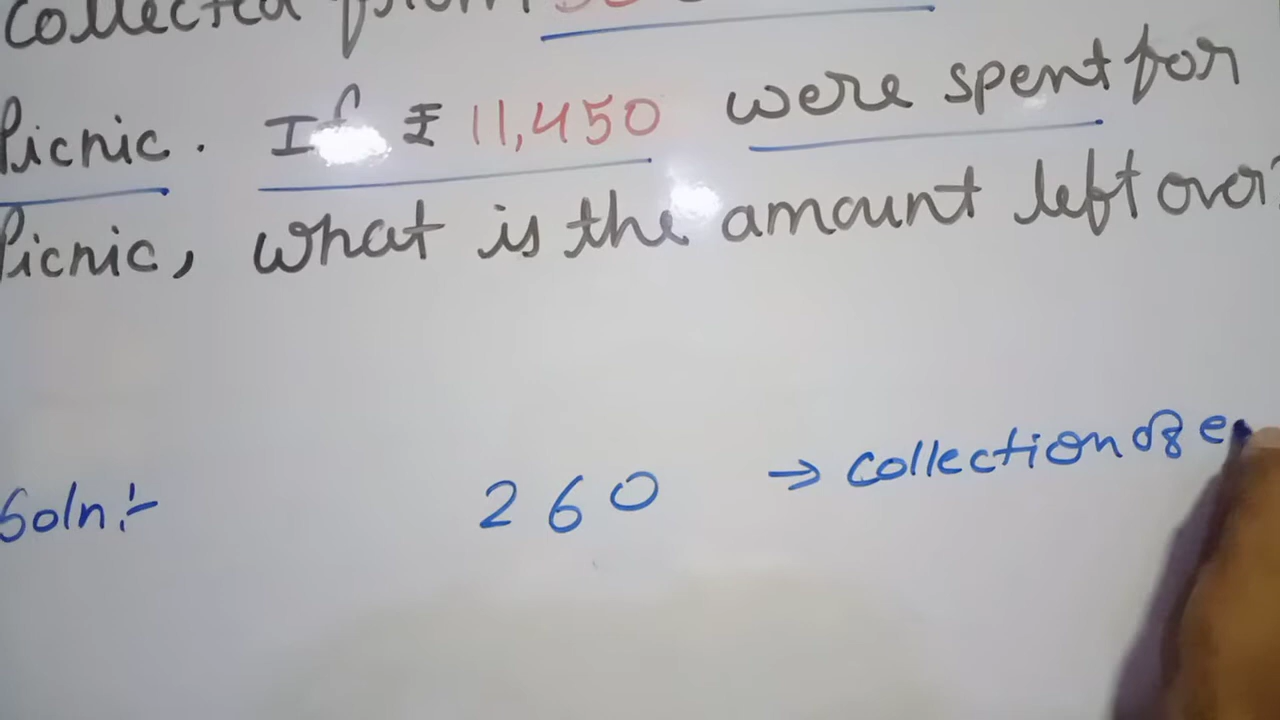 Collected from
Picnic. If ₹ 11,450 were spent for
Picnic, what is the amount left over?
Soln:- 260 → collection of e